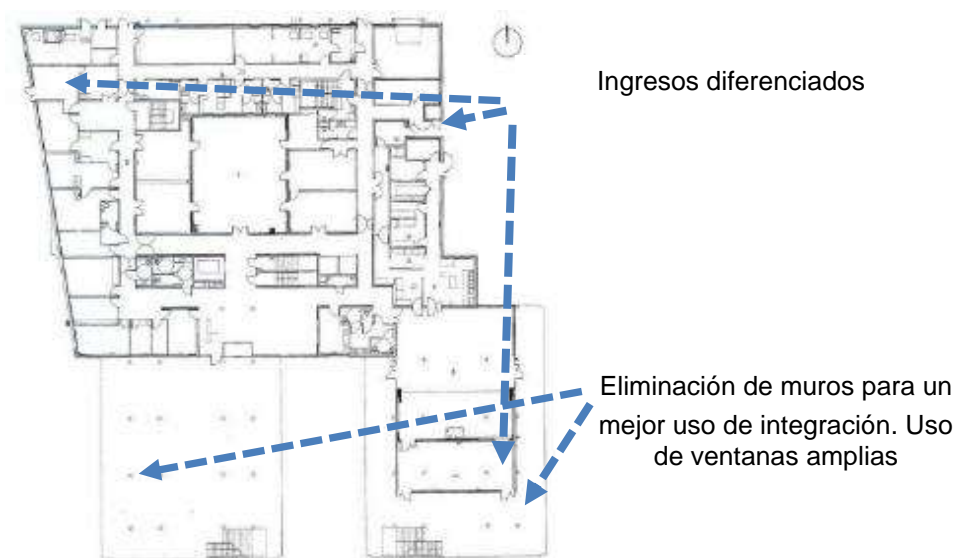 Ingresos diferenciados
Eliminación de muros para un
mejor uso de integración. Uso
de ventanas amplias